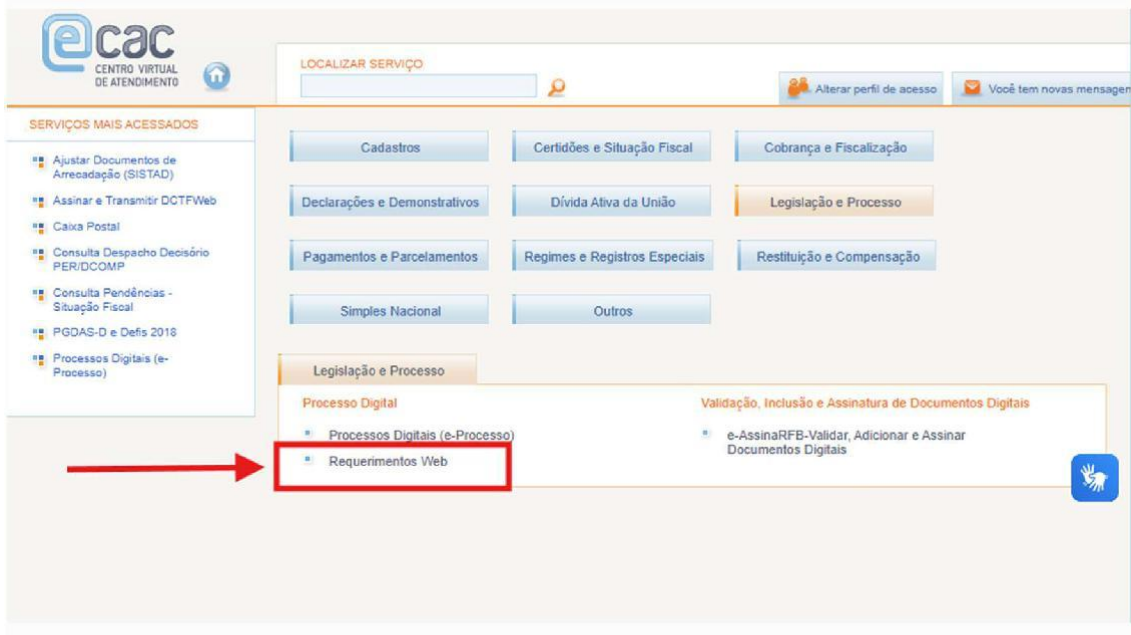 ecac
CENTRO VIRTUAL
DE ATENDIMENTO
LOCALIZAR SERVIÇO
Alterar perfil de acesso
Você tem novas mensagen
SERVIÇOS MAIS ACESSADOS
Ajustar Documentos de
Arrecadação (SISTAD)
Assinar e Transmitir DCTFWeb
Caixa Postal
Consulta Despacho Decisório
PER/DCOMP
Consulta Pendências -
Situação Fiscal
PGDAS-D e Defis 2018
Processos Digitais (e-
Processo)
Cadastros
Certidões e Situação Fiscal
Cobrança e Fiscalização
Declarações e Demonstrativos
Dívida Ativa da União
Legislação e Processo
Pagamentos e Parcelamentos
Regimes e Registros Especiais
Restituição e Compensação
Simples Nacional
Outros
Legislação e Processo
Processo Digital
Processos Digitais (e-Processo)
Requerimentos Web
Validação, Inclusão e Assinatura de Documentos Digitais
e-AssinaRFB-Validar, Adicionar e Assinar
Documentos Digitais